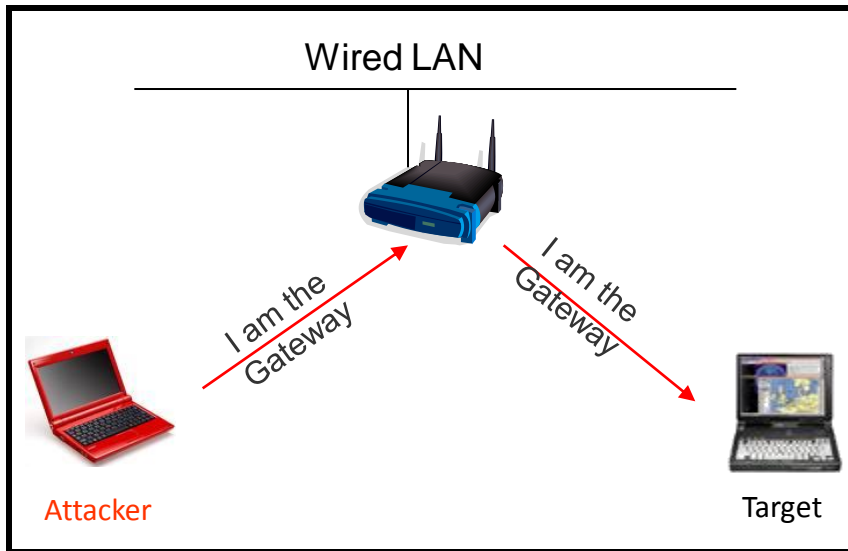 Wired LAN
I am the
Gateway
I am the
Gateway
Attacker
Target